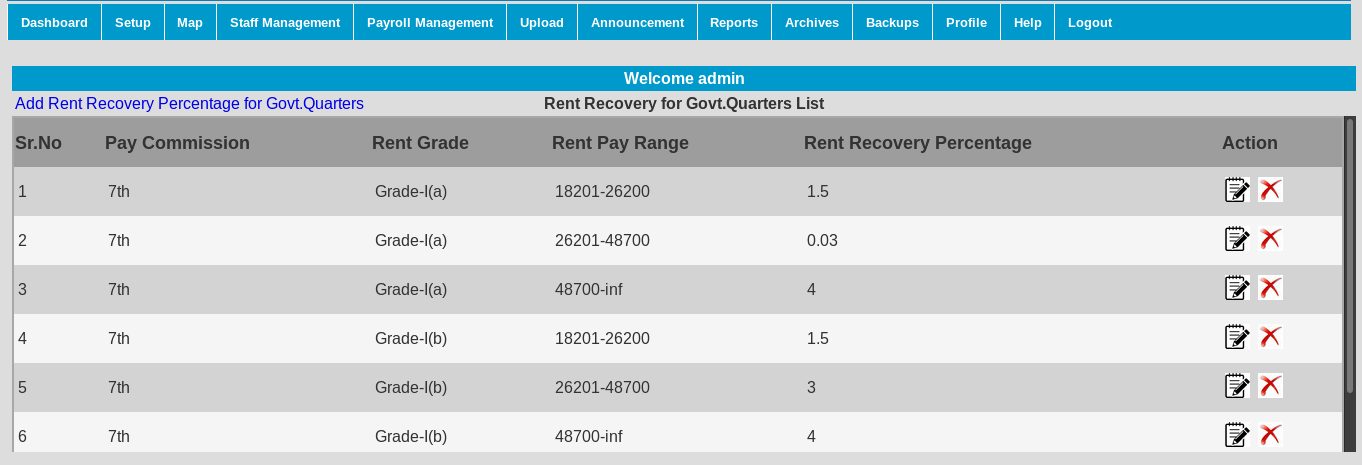 Dashboard Setup Map Staff Management Payroll Management Upload Announcement Reports Archives Backups Profile Help Logout
Welcome admin
Add Rent Recovery Percentage for Govt.Quarters Rent Recovery for Govt.Quarters List
Sr.No Pay Commission Rent Grade Rent Pay Range Rent Recovery Percentage Action
1 7th Grade-I(a) 18201-26200 1.5
2 7th Grade-I(a) 26201-48700 0.03
3 7th Grade-I(a) 48700-inf 4
4 7th Grade-I(b) 18201-26200 1.5
5 7th Grade-I(b) 26201-48700 3
6 7th Grade-I(b) 48700-inf 4